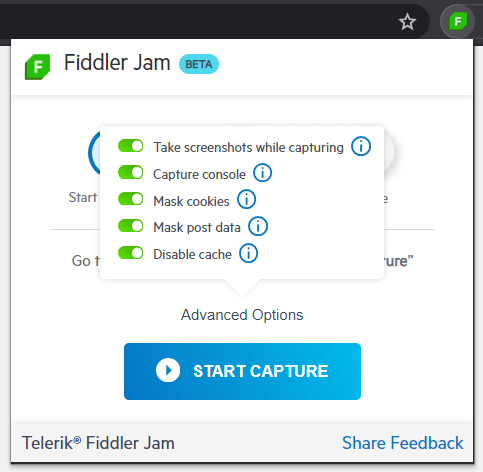 F
F
Fiddler Jam BETA
Take screenshots while capturing i
Capture console i
Mask cookies i
Mask post data i
Disable cache i
Start
e
Go t
ure”
Advanced Options
START CAPTURE
Telerik® Fiddler Jam
Share Feedback